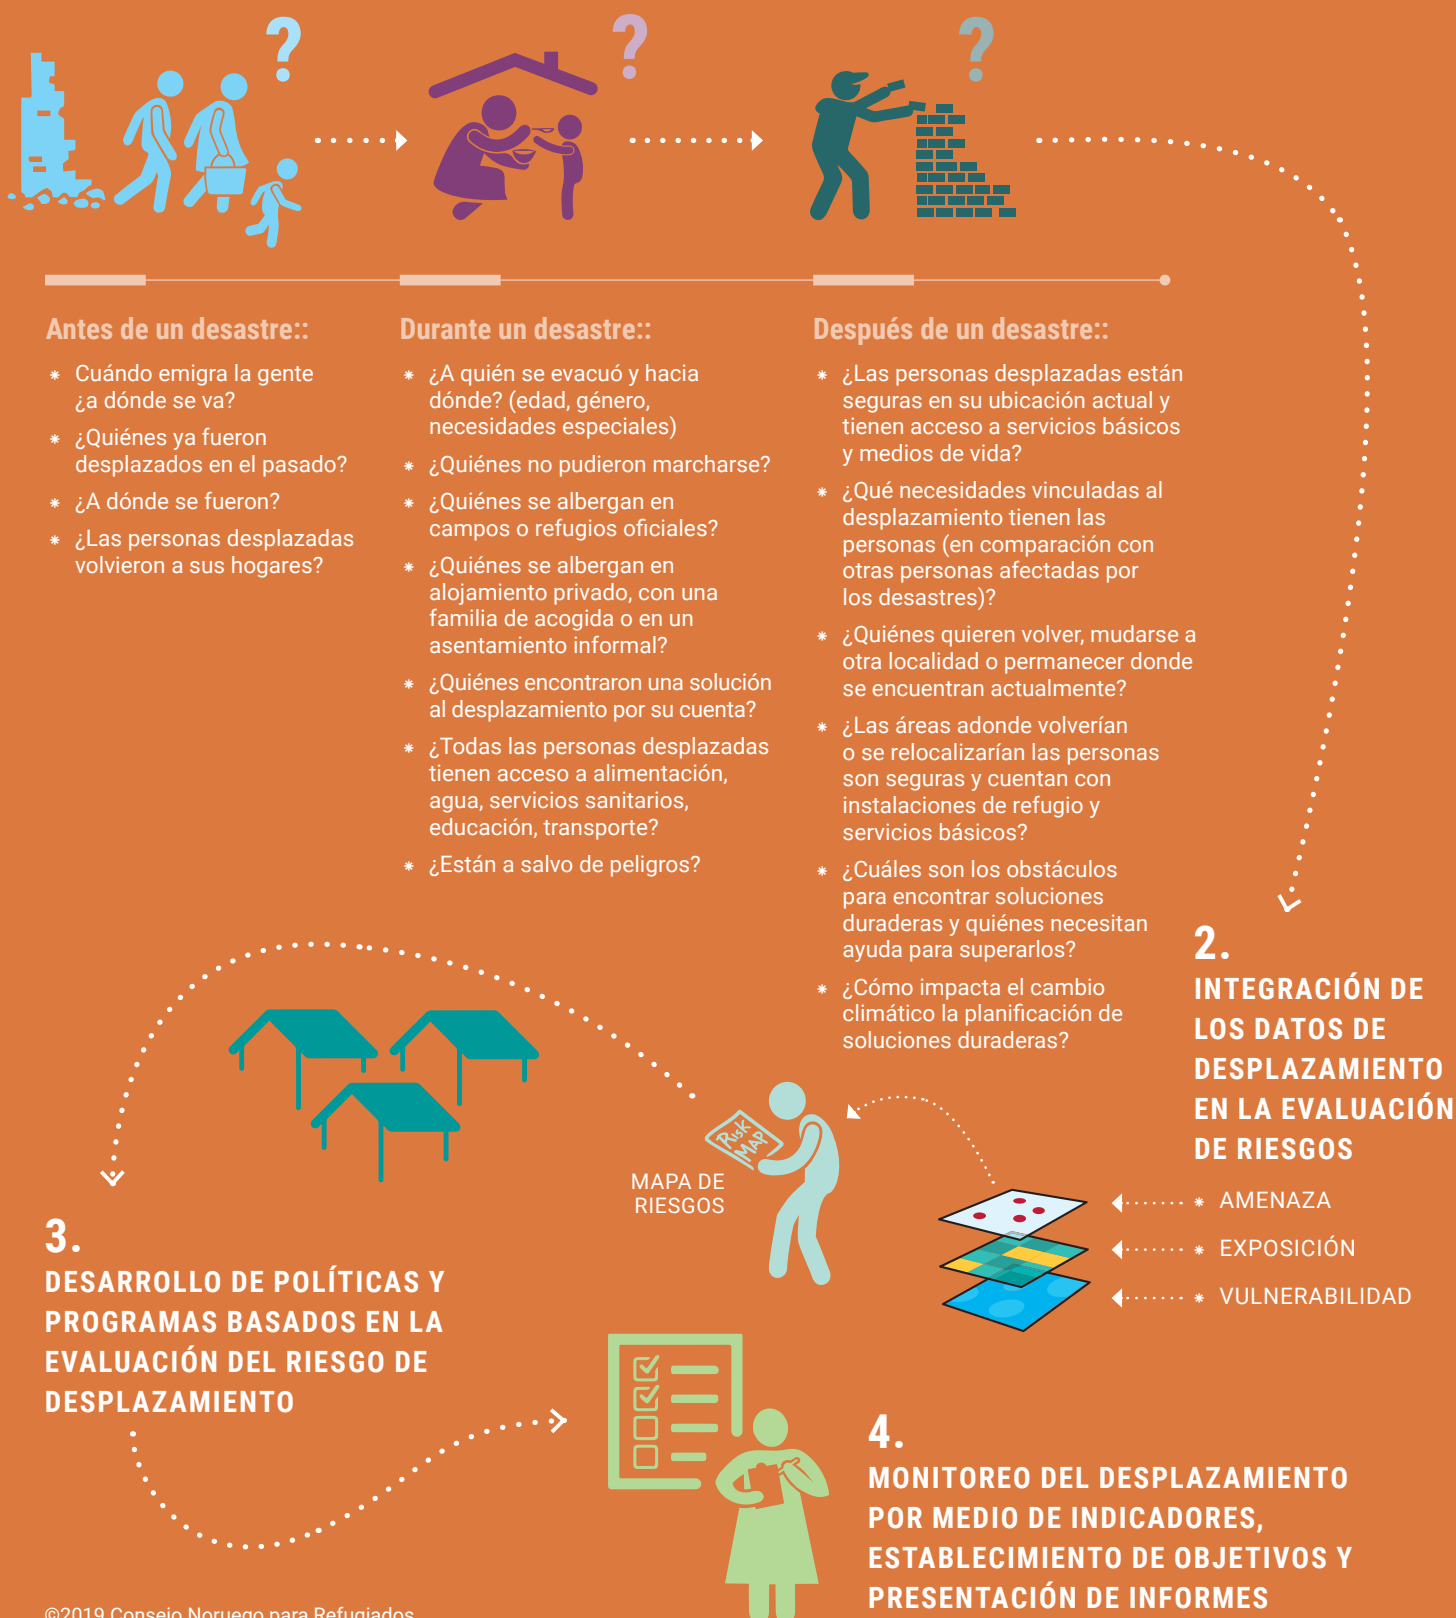 ?
?
?
Antes de un desastre::
* Cuándo emigra la gente
¿a dónde se va?
* ¿Quiénes ya fueron
desplazados en el pasado?
* ¿A dónde se fueron?
* ¿Las personas desplazadas
volvieron a sus hogares?
Durante un desastre::
* ¿A quién se evacuó y hacia
dónde? (edad, género,
necesidades especiales)
* ¿Quiénes no pudieron marcharse?
* ¿Quiénes se albergan en
campos o refugios oficiales?
* ¿Quiénes se albergan en
alojamiento privado, con una
familia de acogida o en un
asentamiento informal?
* ¿Quiénes encontraron una solución
al desplazamiento por su cuenta?
* ¿Todas las personas desplazadas
tienen acceso a alimentación,
agua, servicios sanitarios,
educación, transporte?
* ¿Están a salvo de peligros?
Después de un desastre::
* ¿Las personas desplazadas están
seguras en su ubicación actual y
tienen acceso a servicios básicos
y medios de vida?
* ¿Qué necesidades vinculadas al
desplazamiento tienen las
personas (en comparación con
otras personas afectadas por
los desastres)?
* ¿Quiénes quieren volver, mudarse a
otra localidad o permanecer donde
se encuentran actualmente?
* ¿Las áreas adonde volverían
o se relocalizarían las personas
son seguras y cuentan con
instalaciones de refugio y
servicios básicos?
* ¿Cuáles son los obstáculos
para encontrar soluciones
duraderas y quiénes necesitan
ayuda para superarlos?
* ¿Cómo impacta el cambio
climático la planificación de
soluciones duraderas?
2.
INTEGRACIÓN DE
LOS DATOS DE
DESPLAZAMIENTO
EN LA EVALUACIÓN
DE RIESGOS
* AMENAZA
* EXPOSICIÓN
* VULNERABILIDAD
RISK
MAP
MAPA DE
RIESGOS
3.
DESARROLLO DE POLÍTICAS Y
PROGRAMAS BASADOS EN LA
EVALUACIÓN DEL RIESGO DE
DESPLAZAMIENTO
4.
MONITOREO DEL DESPLAZAMIENTO
POR MEDIO DE INDICADORES,
ESTABLECIMIENTO DE OBJETIVOS Y
PRESENTACIÓN DE INFORMES
©2019 Consejo Noruego para Refugiados